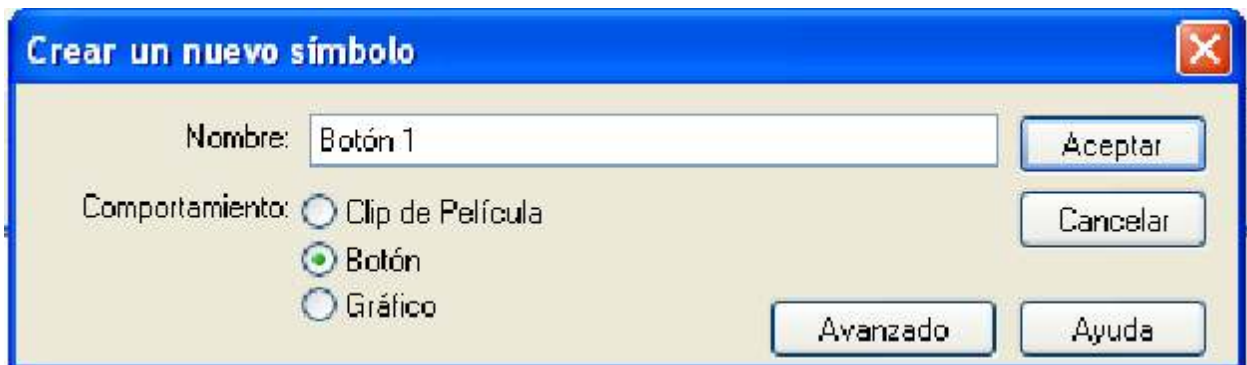 Crear un nuevo símbolo
Nombre: Botón 1 Aceptar
Comportamiento: Clip de Película Cancelar
Botón
Gráfico
Avanzado Ayuda